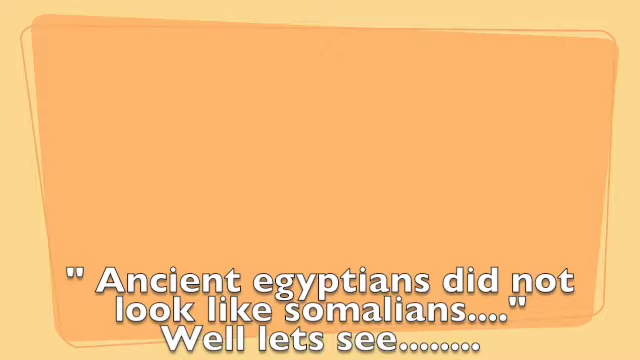 " Ancient egyptians did not
look like somalians...."
Well lets see........